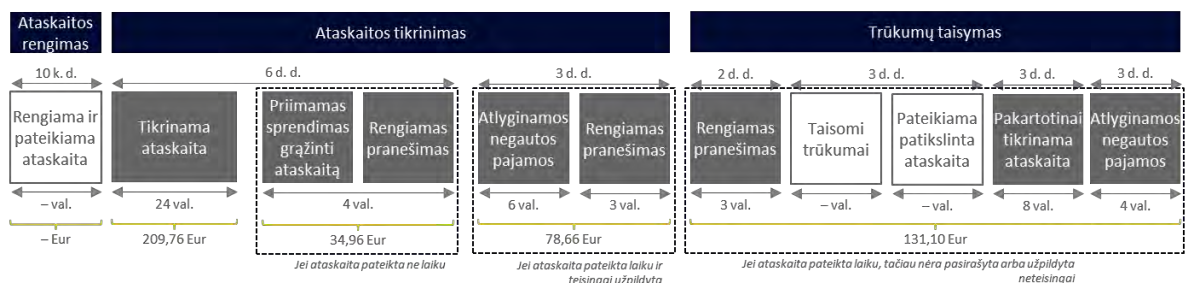 Ataskaitos
rengimas
Ataskaitos tikrinimas
Trūkumų taisymas
10 k. d.
6 d. d.
3 d. d.
2 d. d.
3 d. d.
3 d. d.
3 d. d.
Rengiama ir
pateikiama
ataskaita
Tikrinama
ataskaita
Priimamas
sprendimas
grąžinti
ataskaitą
Rengiamas
pranešimas
Atlyginamos
negautos
pajamos
Rengiamas
pranešimas
Rengiamas
pranešimas
Taisomi
trūkumai
Pateikiama
patikslinta
ataskaita
Pakartotinai
tikrinama
ataskaita
Atlyginamos
negautos
pajamos
– val.
24 val.
4 val.
6 val.
3 val.
3 val.
– val.
– val.
8 val.
4 val.
– Eur
209,76 Eur
34,96 Eur
78,66 Eur
131,10 Eur
Jei ataskaita pateikta ne laiku
Jei ataskaita pateikta laiku ir
teisingai užpildyta
Jei ataskaita pateikta laiku, tačiau nėra pasirašyta arba užpildyta
neteisingai